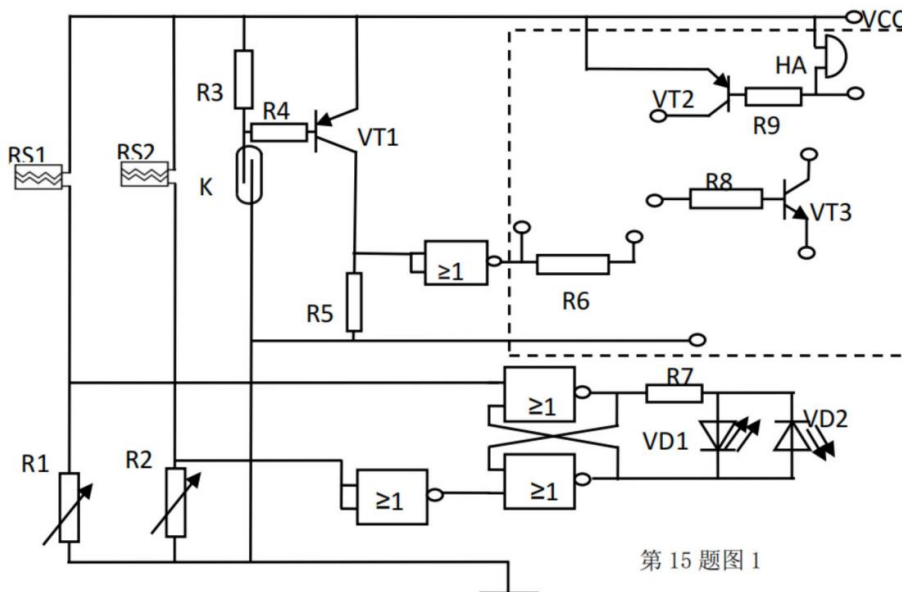 VCC
R3
HA
R4
VT2
VT1
R9
RS1
RS2
K
R8
VT3
≥1
R5
R6
R7
≥1
VD1
VD2
R1
R2
≥1
≥1
第 15 题图 1